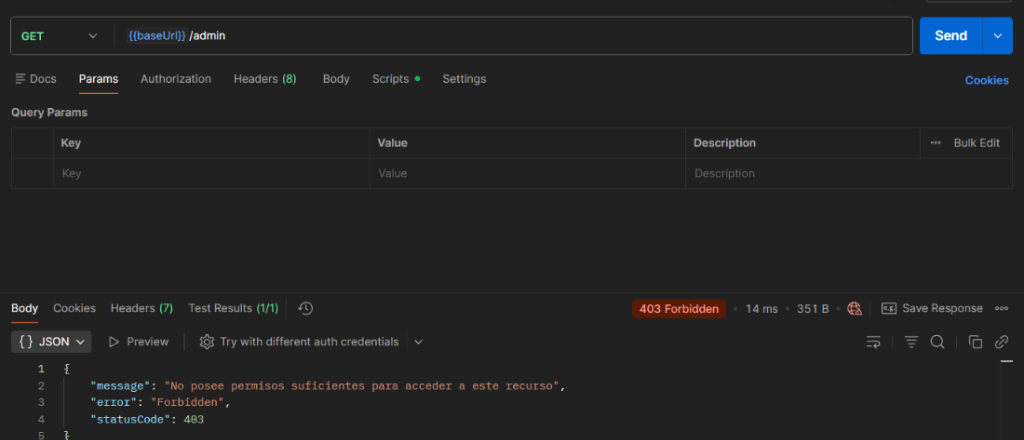 GET {{baseUrl}} /admin Send
Docs Params Authorization Headers (8) Body Scripts Settings Cookies
Query Params
Key Value Description ··· Bulk Edit
Key Value Description
Body Cookies Headers (7) Test Results (1/1) 403 Forbidden • 14 ms • 351 B • e.g. Save Response
{} JSON Preview Try with different auth credentials
1 {
2 "message": "No posee permisos suficientes para acceder a este recurso",
3 "error": "Forbidden",
4 "statusCode": 403
5 }